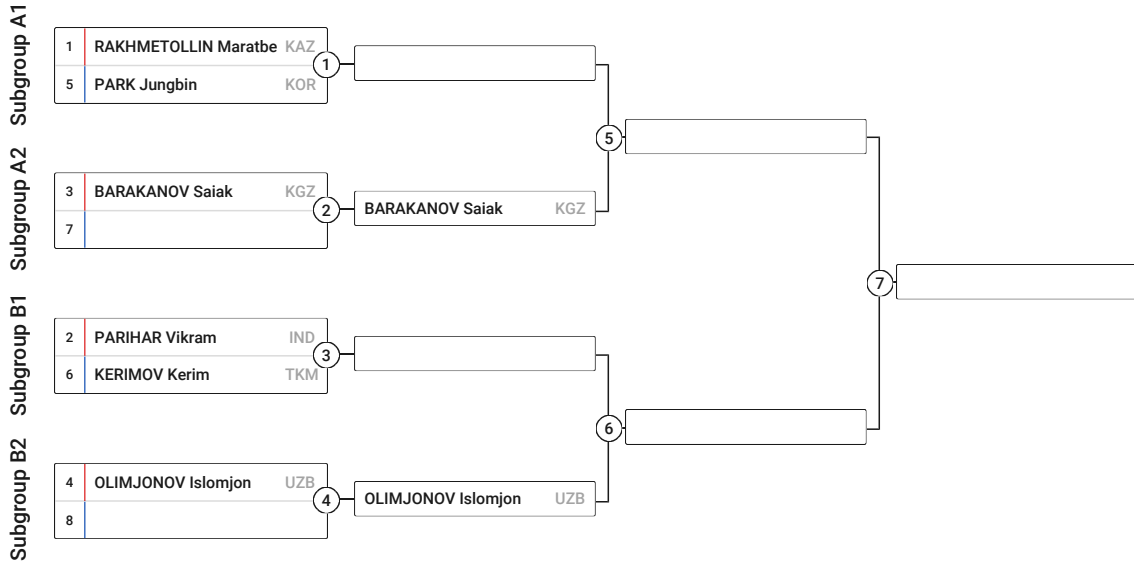 Subgroup A1
1 RAKHMETOLLIN Maratbe KAZ
5 PARK Jungbin KOR
1
Subgroup A2
3 BARAKANOV Saiak KGZ
7
2
BARAKANOV Saiak KGZ
5
Subgroup B1
2 PARIHAR Vikram IND
6 KERIMOV Kerim TKM
3
Subgroup B2
4 OLIMJONOV Islomjon UZB
8
4
OLIMJONOV Islomjon UZB
6
7